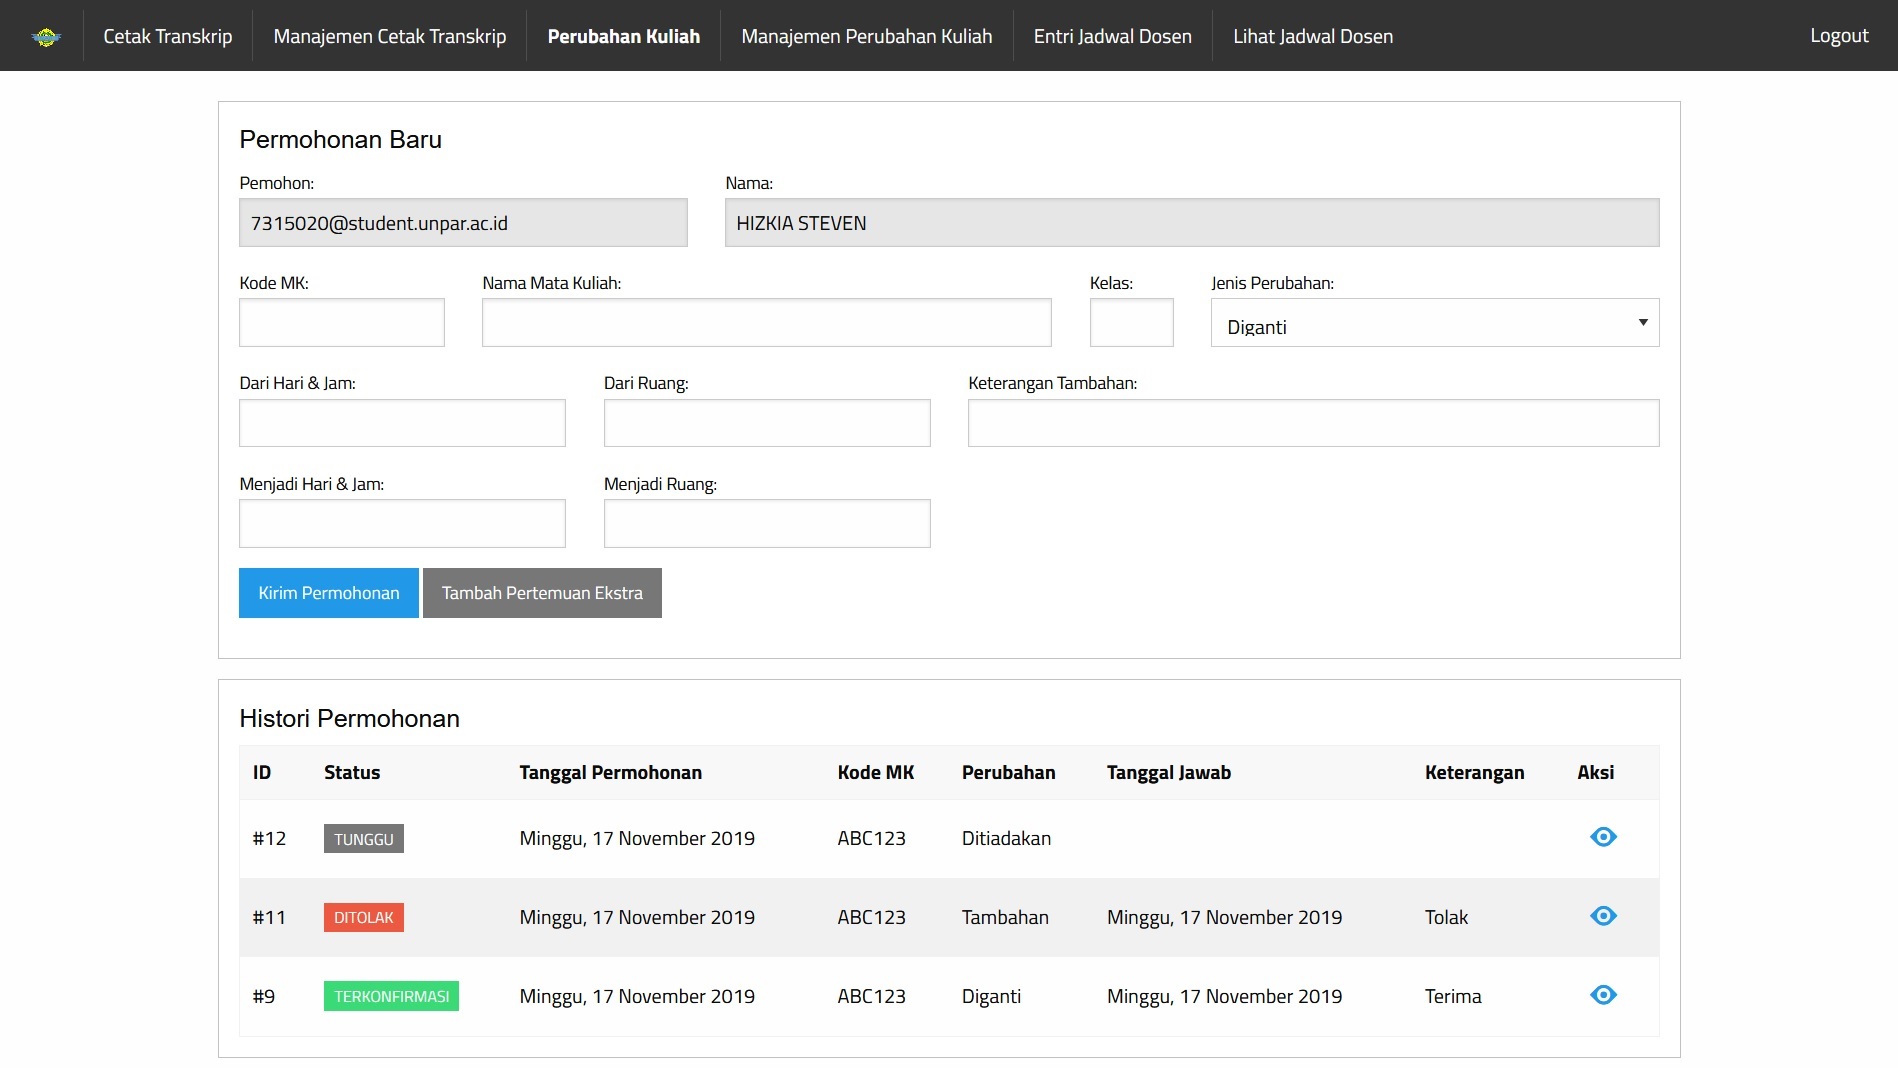 Cetak Transkrip Manajemen Cetak Transkrip Perubahan Kuliah Manajemen Perubahan Kuliah Entri Jadwal Dosen Lihat Jadwal Dosen Logout
Permohonan Baru
Pemohon: Nama:
7315020@student.unpar.ac.id HIZKIA STEVEN
Kode MK: Nama Mata Kuliah: Kelas: Jenis Perubahan:
Diganti
Dari Hari & Jam: Dari Ruang: Keterangan Tambahan:
Menjadi Hari & Jam: Menjadi Ruang:
Kirim Permohonan Tambah Pertemuan Ekstra
Histori Permohonan
ID Status Tanggal Permohonan Kode MK Perubahan Tanggal Jawab Keterangan Aksi
#12 TUNGGU Minggu, 17 November 2019 ABC123 Ditiadakan
#11 DITOLAK Minggu, 17 November 2019 ABC123 Tambahan Minggu, 17 November 2019 Tolak
#9 TERKONFIRMASI Minggu, 17 November 2019 ABC123 Diganti Minggu, 17 November 2019 Terima